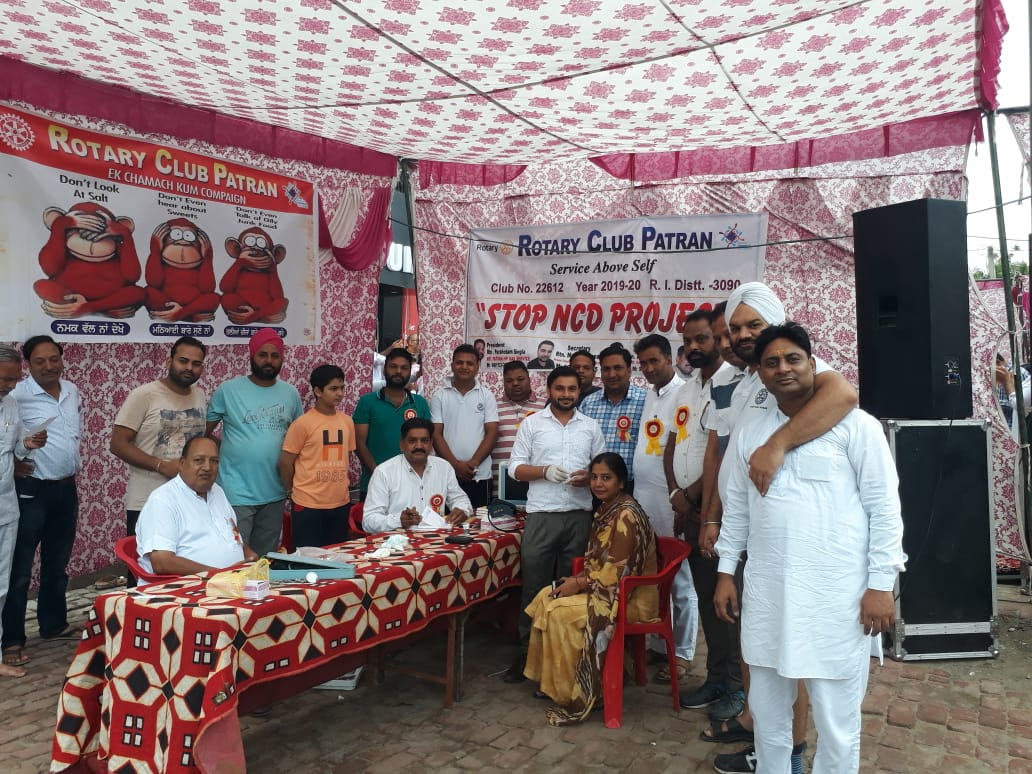 ROTARY CLUB PATRAN
EK CHAMACH KUM COMPAIGN
Don't Look
At Salt
Don't Even
hear about
Sweets
Don't Even
Talk of Oily
Junk Food
ਨਮਕ ਵੱਲ ਨਾਂ ਦੇਖੋ
ਮਠਿਆਈ ਬਾਰੇ ਸੁਣੋ ਨਾਂ
Rotary
ROTARY CLUB PATRAN
Service Above Self
Club No. 22612 Year 2019-20 R. I. Distt. -3090
"STOP NCD PROJE
President
Secretary
H
1985